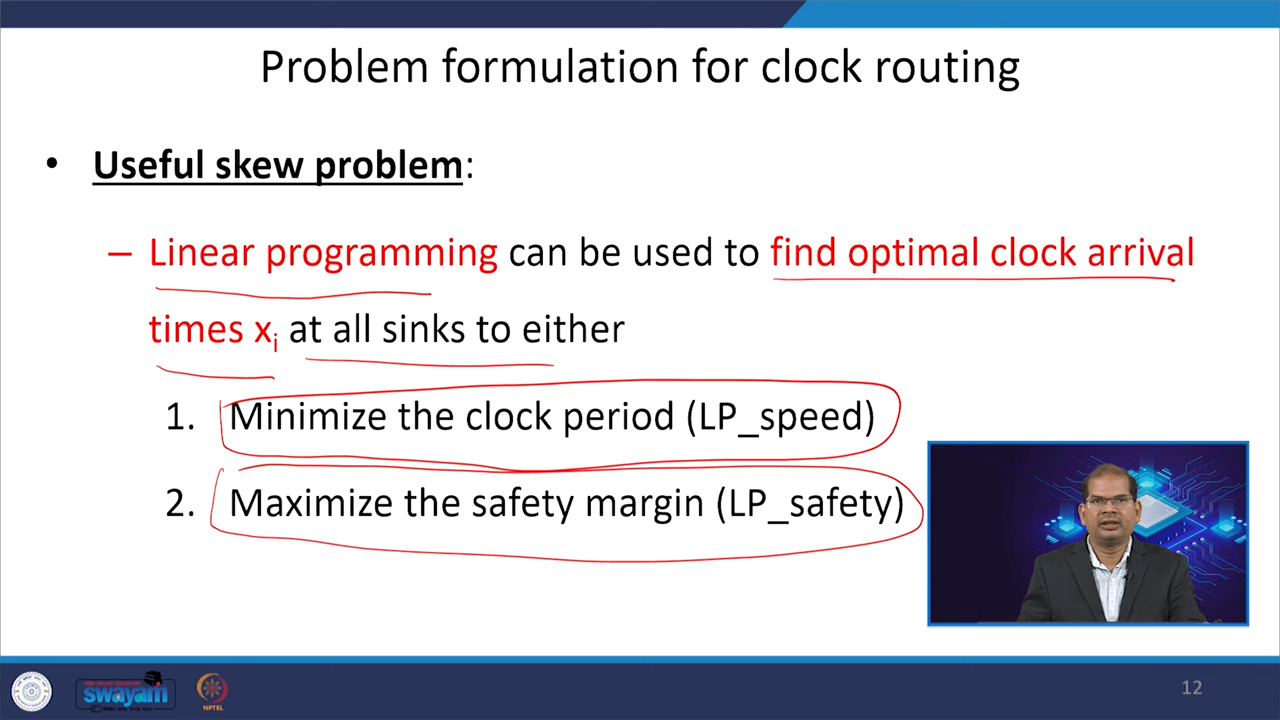 Problem formulation for clock routing
• Useful skew problem:
– Linear programming can be used to find optimal clock arrival
times xᵢ at all sinks to either
1. Minimize the clock period (LP_speed)
2. Maximize the safety margin (LP_safety)
swayam
NPTEL
12